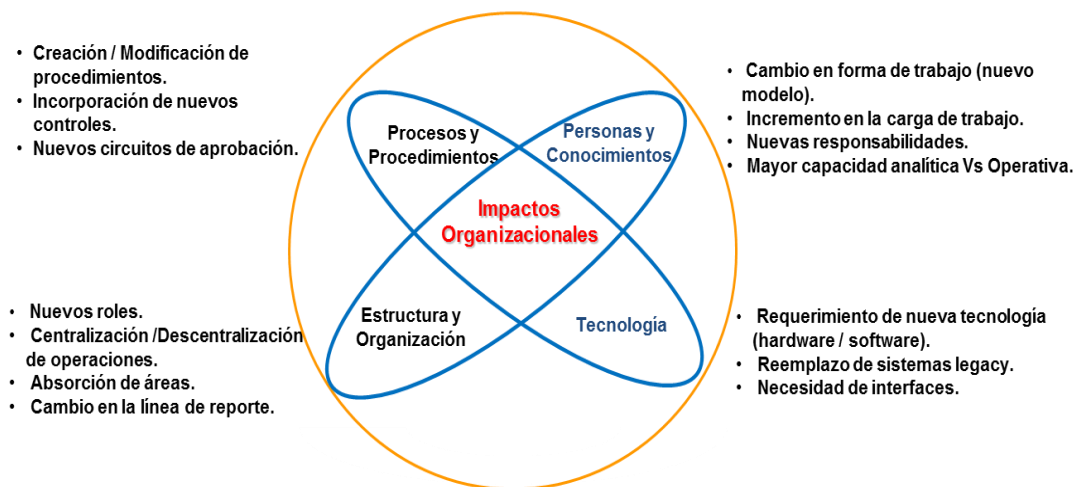 • Creación / Modificación de
procedimientos.
• Incorporación de nuevos
controles.
• Nuevos circuitos de aprobación.
• Cambio en forma de trabajo (nuevo
modelo).
• Incremento en la carga de trabajo.
• Nuevas responsabilidades.
• Mayor capacidad analítica Vs Operativa.
Procesos y
Procedimientos
Personas y
Conocimientos
Impactos
Organizacionales
Estructura y
Organización
Tecnología
• Nuevos roles.
• Centralización /Descentralización
de operaciones.
• Absorción de áreas.
• Cambio en la línea de reporte.
• Requerimiento de nueva tecnología
(hardware / software).
• Reemplazo de sistemas legacy.
• Necesidad de interfaces.